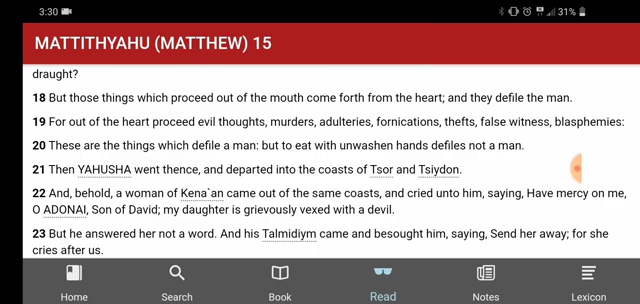 3:30 31%
MATTITHYAHU (MATTHEW) 15
draught?
18 But those things which proceed out of the mouth come forth from the heart; and they defile the man.
19 For out of the heart proceed evil thoughts, murders, adulteries, fornications, thefts, false witness, blasphemies:
20 These are the things which defile a man: but to eat with unwashen hands defiles not a man.
21 Then YAHUSHA went thence, and departed into the coasts of Tsor and Tsiydon.
22 And, behold, a woman of Kena`an came out of the same coasts, and cried unto him, saying, Have mercy on me,
O ADONAI, Son of David; my daughter is grievously vexed with a devil.
23 But he answered her not a word. And his Talmidiym came and besought him, saying, Send her away; for she
cries after us.
Home Search Book Read Notes Lexicon